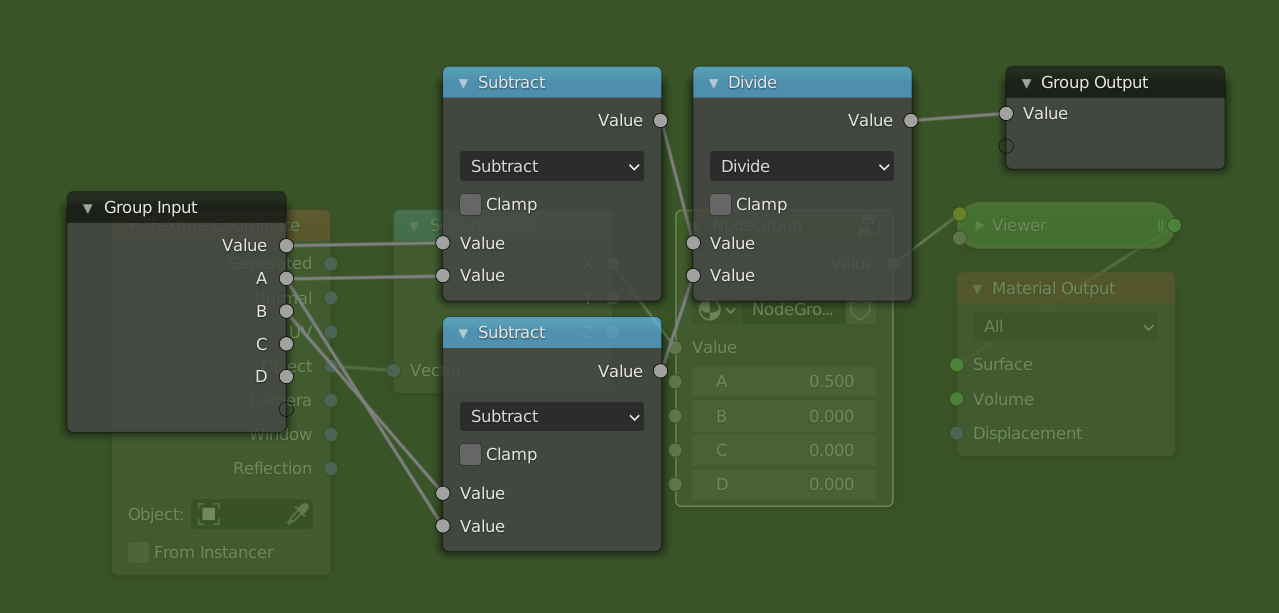 Group Input
Value
A
B
C
D
Subtract
Value
Subtract
Clamp
Value
Value
Subtract
Value
Subtract
Clamp
Value
Value
Divide
Value
Divide
Clamp
Value
Value
Group Output
Value
Texture Coordinate
Generated
Normal
UV
Object
Camera
Window
Reflection
Object:
From Instancer
Separate XYZ
X
Y
Z
Vector
NodeGroup
Value
NodeGro...
Value
A 0.500
B 0.000
C 0.000
D 0.000
Viewer
Material Output
All
Surface
Volume
Displacement